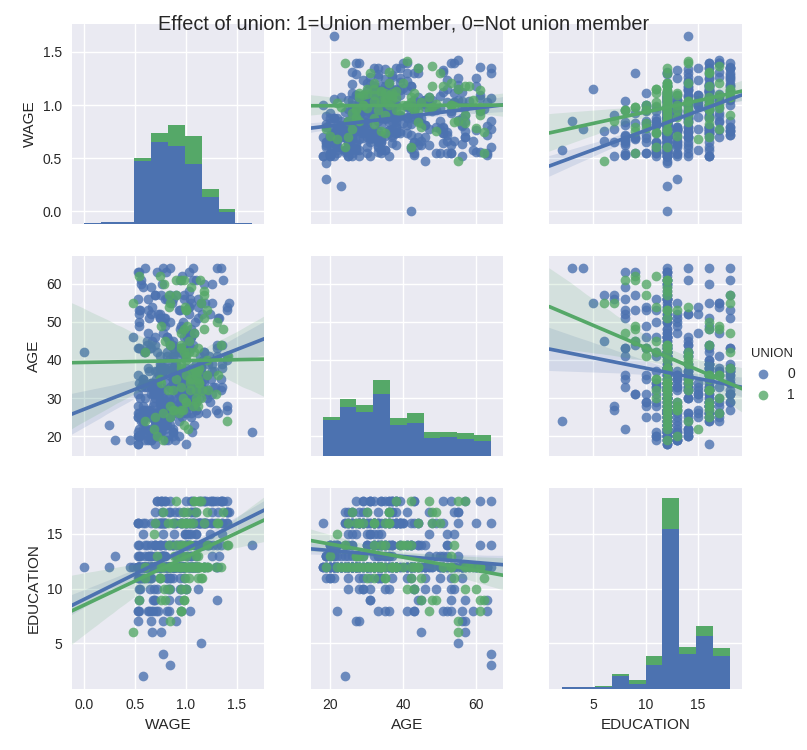 Effect of union: 1=Union member, 0=Not union member
1.5
1.0
0.5
0.0
WAGE
60
50
40
30
20
AGE
UNION
0
1
15
10
5
EDUCATION
0.0 0.5 1.0 1.5
20 40 60
5 10 15
WAGE AGE EDUCATION